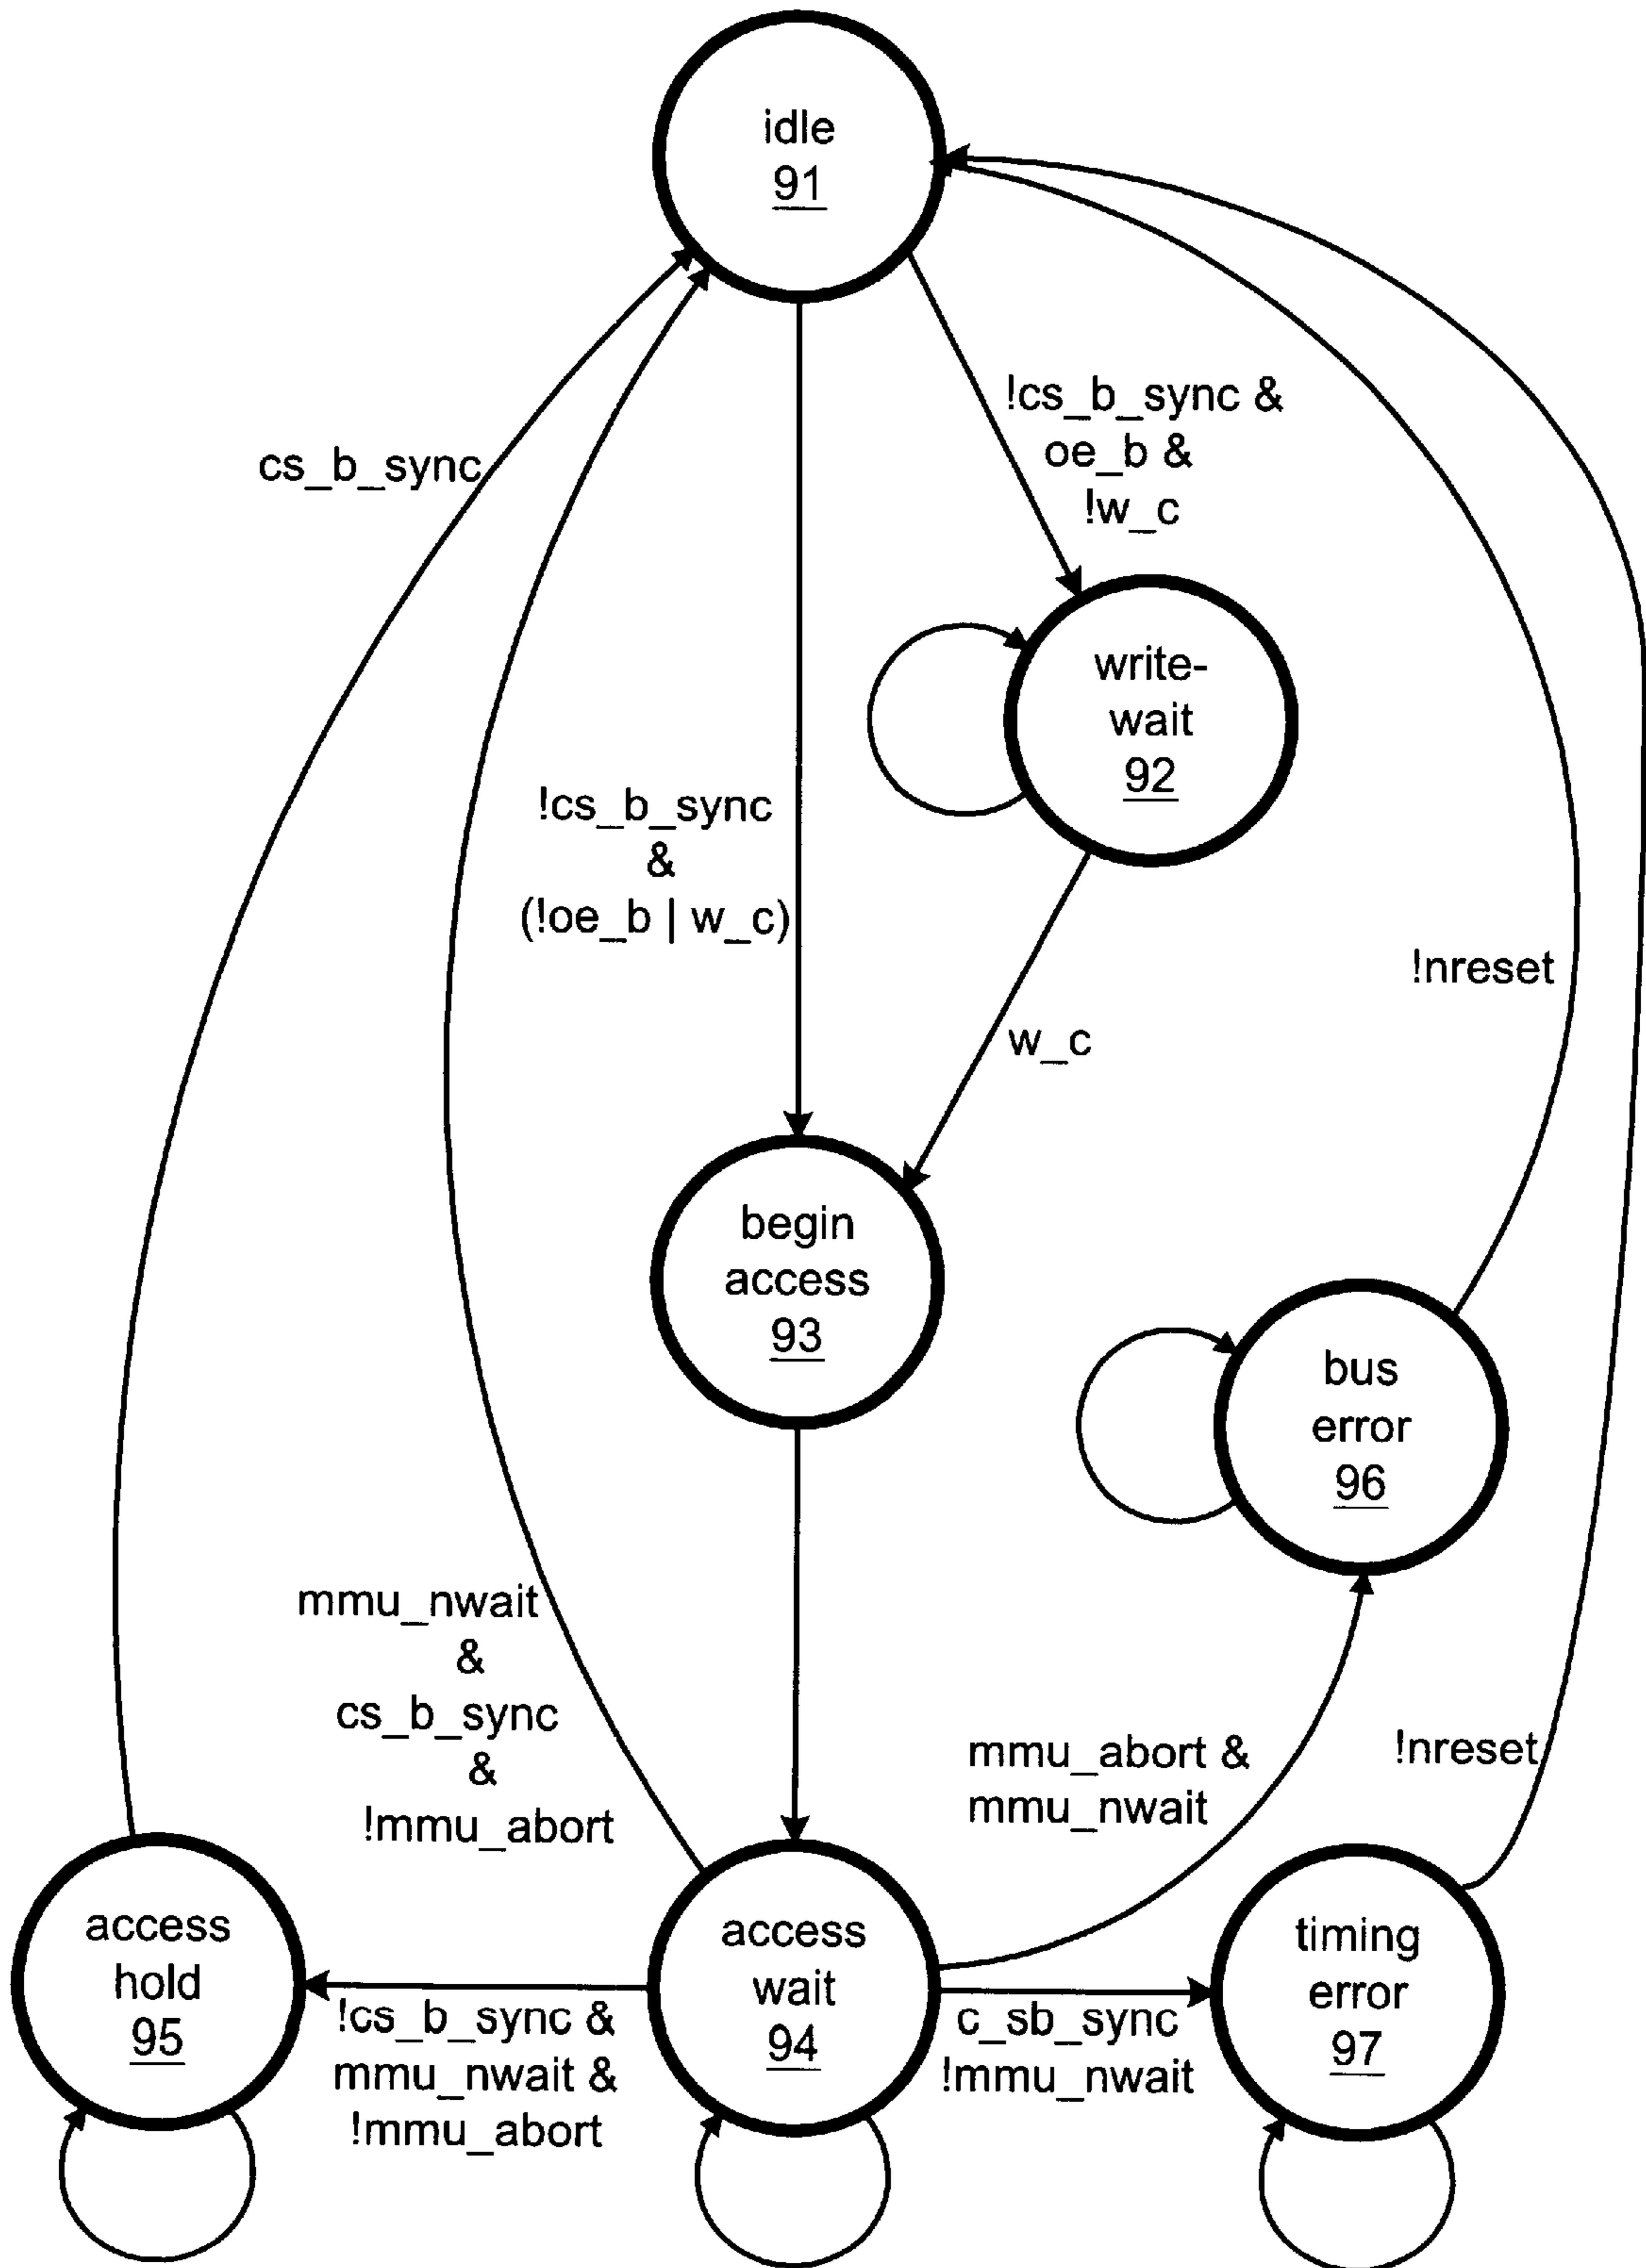 idle
91
!cs_b_sync &
oe_b &
!w_c
cs_b_sync
write-
wait
92
!cs_b_sync
&
(!oe_b | w_c)
!nreset
w_c
begin
access
93
bus
error
96
mmu_nwait
&
cs_b_sync
&
!mmu_abort
mmu_abort &
mmu_nwait
!nreset
access
hold
95
!cs_b_sync &
mmu_nwait &
!mmu_abort
access
wait
94
c_sb_sync
!mmu_nwait
timing
error
97